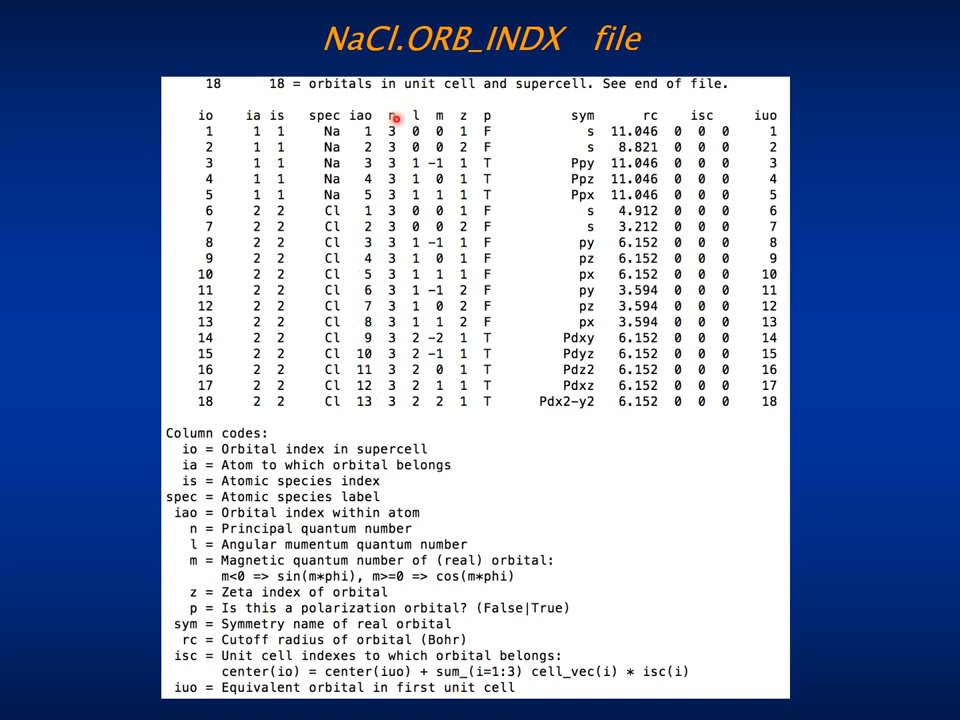 NaCl.ORB_INDX file
18 18 = orbitals in unit cell and supercell. See end of file.
io ia is spec iao n l m z p sym rc isc iuo
1 1 1 Na 1 3 0 0 1 F s 11.046 0 0 0 1
2 1 1 Na 2 3 0 0 2 F s 8.821 0 0 0 2
3 1 1 Na 3 3 1 -1 1 T Ppy 11.046 0 0 0 3
4 1 1 Na 4 3 1 0 1 T Ppz 11.046 0 0 0 4
5 1 1 Na 5 3 1 1 1 T Ppx 11.046 0 0 0 5
6 2 2 Cl 1 3 0 0 1 F s 4.912 0 0 0 6
7 2 2 Cl 2 3 0 0 2 F s 3.212 0 0 0 7
8 2 2 Cl 3 3 1 -1 1 F py 6.152 0 0 0 8
9 2 2 Cl 4 3 1 0 1 F pz 6.152 0 0 0 9
10 2 2 Cl 5 3 1 1 1 F px 6.152 0 0 0 10
11 2 2 Cl 6 3 1 -1 2 F py 3.594 0 0 0 11
12 2 2 Cl 7 3 1 0 2 F pz 3.594 0 0 0 12
13 2 2 Cl 8 3 1 1 2 F px 3.594 0 0 0 13
14 2 2 Cl 9 3 2 -2 1 T Pdxy 6.152 0 0 0 14
15 2 2 Cl 10 3 2 -1 1 T Pdyz 6.152 0 0 0 15
16 2 2 Cl 11 3 2 0 1 T Pdz2 6.152 0 0 0 16
17 2 2 Cl 12 3 2 1 1 T Pdxz 6.152 0 0 0 17
18 2 2 Cl 13 3 2 2 1 T Pdx2-y2 6.152 0 0 0 18
Column codes:
io = Orbital index in supercell
ia = Atom to which orbital belongs
is = Atomic species index
spec = Atomic species label
iao = Orbital index within atom
n = Principal quantum number
l = Angular mumentum quantum number
m = Magnetic quantum number of (real) orbital:
m<0 => sin(m*phi), m>=0 => cos(m*phi)
z = Zeta index of orbital
p = Is this a polarization orbital? (False|True)
sym = Symmetry name of real orbital
rc = Cutoff radius of orbital (Bohr)
isc = Unit cell indexes to which orbital belongs:
center(io) = center(iuo) + sum_(i=1:3) cell_vec(i) * isc(i)
iuo = Equivalent orbital in first unit cell